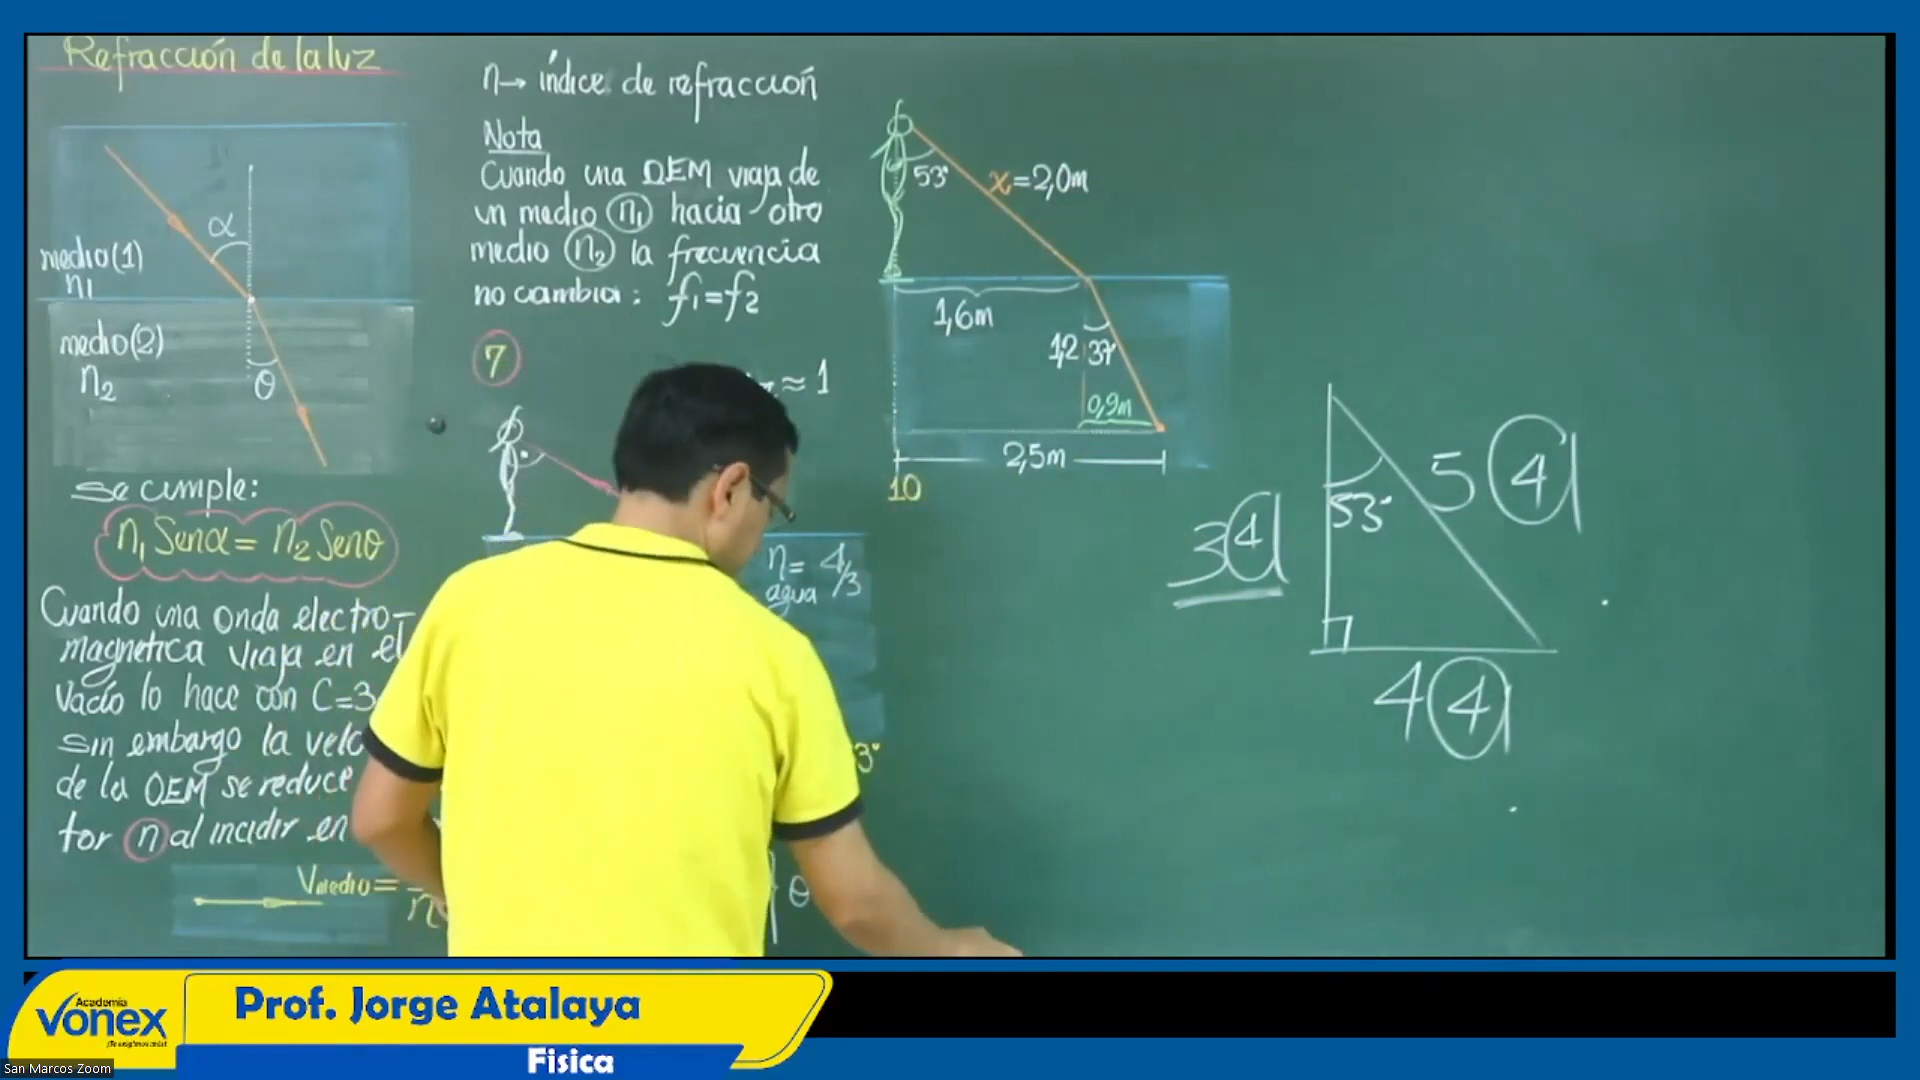 Refracción de la luz
medio(1)
n1
α
medio(2)
n2
θ
se cumple:
n1 Senα = n2 Senθ
Cuando una onda electro-
magnética viaja en el
vacío lo hace con C=3
sin embargo la velo
de la OEM se reduce
tor n al incidir en
Vmedio =
n
n → índice de refracción
Nota
Cuando una OEM viaja de
un medio n1 hacia otro
medio n2 la frecuencia
no cambia: f1 = f2
7
≈ 1
n = 4/3
agua
3°
θ
53°
x=2,0m
1,6m
1,2
37°
0,9m
2,5m
10
53°
5(4)
3(4)
4(4)
Academia
vonex
Prof. Jorge Atalaya
Fisica
San Marcos Zoom